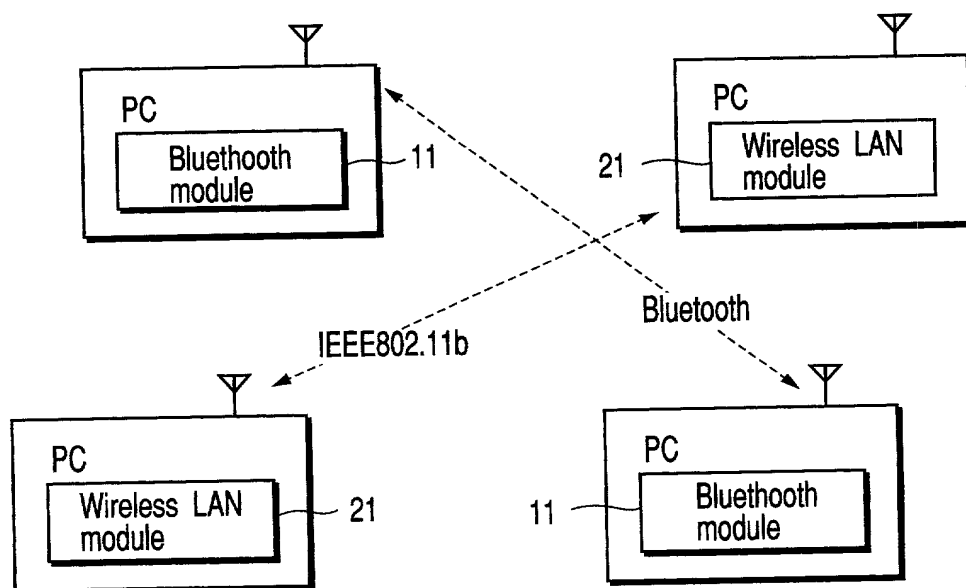 PC
Bluethooth
module
11
PC
Wireless LAN
module
21
Bluetooth
IEEE802.11b
PC
Wireless LAN
module
21
PC
Bluethooth
module
11